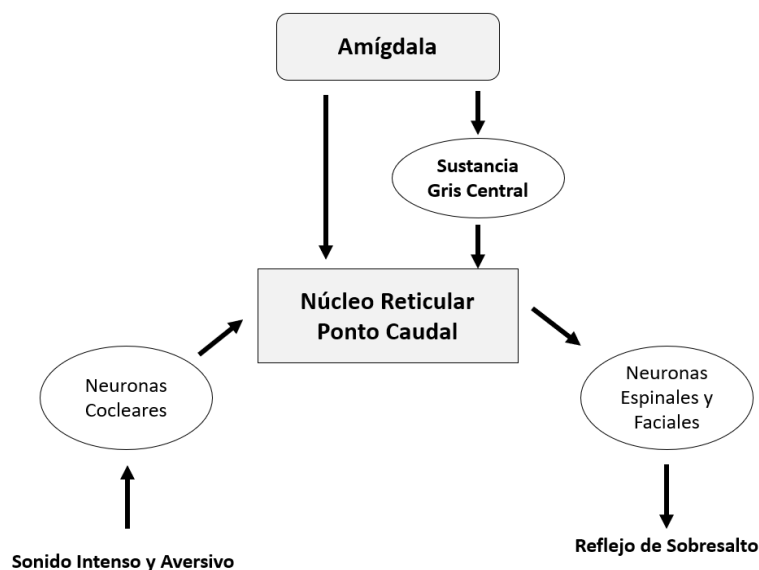 Amígdala
Sustancia
Gris Central
Núcleo Reticular
Ponto Caudal
Neuronas
Cocleares
Neuronas
Espinales y
Faciales
Sonido Intenso y Aversivo
Reflejo de Sobresalto